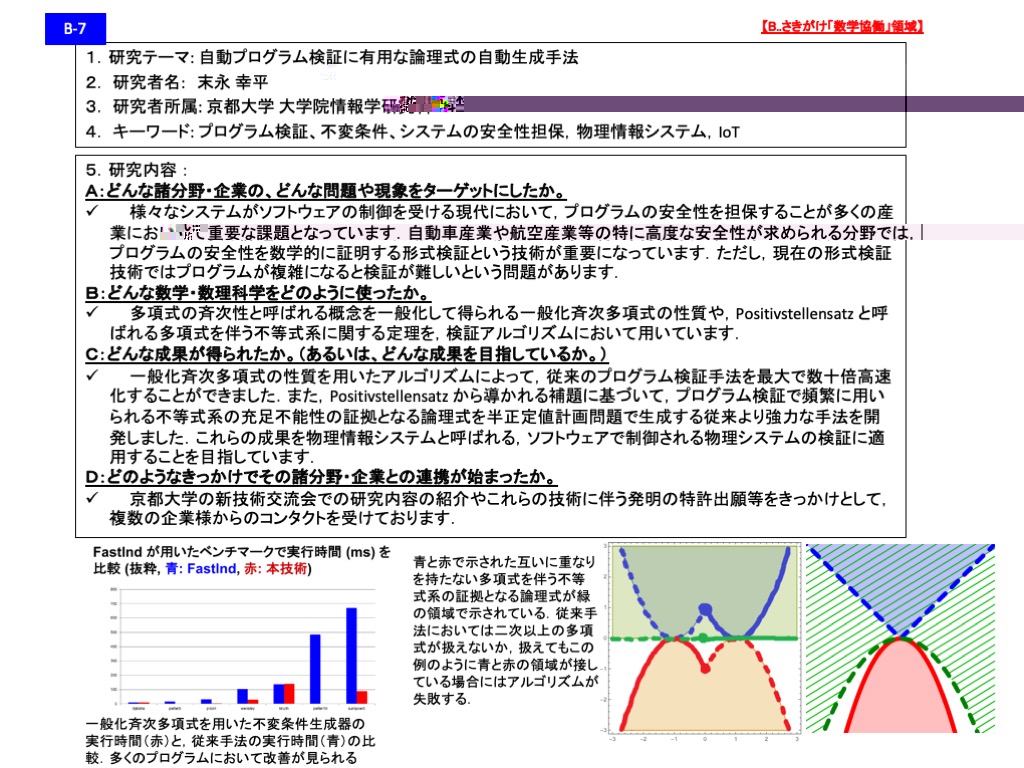 B-7
【B..さきがけ「数学協働」領域】
1. 研究テーマ: 自動プログラム検証に有用な論理式の自動生成手法
2. 研究者名: 末永 幸平
3. 研究者所属: 京都大学 大学院情報学
4. キーワード: プログラム検証、不変条件、システムの安全性担保, 物理情報システム, IoT
5. 研究内容 :
A:どんな諸分野・企業の、どんな問題や現象をターゲットにしたか。
✓ 様々なシステムがソフトウェアの制御を受ける現代において, プログラムの安全性を担保することが多くの産
業にお て重要な課題となっています. 自動車産業や航空産業等の特に高度な安全性が求められる分野では,
プログラムの安全性を数学的に証明する形式検証という技術が重要になっています. ただし, 現在の形式検証
技術ではプログラムが複雑になると検証が難しいという問題があります.
B:どんな数学・数理科学をどのように使ったか。
✓ 多項式の斉次性と呼ばれる概念を一般化して得られる一般化斉次多項式の性質や, Positivstellensatz と呼
ばれる多項式を伴う不等式系に関する定理を, 検証アルゴリズムにおいて用いています.
C:どんな成果が得られたか。(あるいは、どんな成果を目指しているか。)
✓ 一般化斉次多項式の性質を用いたアルゴリズムによって, 従来のプログラム検証手法を最大で数十倍高速
化することができました. また, Positivstellensatz から導かれる補題に基づいて, プログラム検証で頻繁に用い
られる不等式系の充足不能性の証拠となる論理式を半正定値計画問題で生成する従来より強力な手法を開
発しました. これらの成果を物理情報システムと呼ばれる, ソフトウェアで制御される物理システムの検証に適
用することを目指しています.
D:どのようなきっかけでその諸分野・企業との連携が始まったか。
✓ 京都大学の新技術交流会での研究内容の紹介やこれらの技術に伴う発明の特許出願等をきっかけとして,
複数の企業様からのコンタクトを受けております.
FastInd が用いたベンチマークで実行時間 (ms) を
比較 (抜粋, 青: FastInd, 赤: 本技術)
800
700
600
500
400
300
200
100
0
一般化斉次多項式を用いた不変条件生成器の
実行時間(赤)と, 従来手法の実行時間(青)の比
較. 多くのプログラムにおいて改善が見られる
青と赤で示された互いに重なり
を持たない多項式を伴う不等
式系の証拠となる論理式が緑
の領域で示されている. 従来手
法においては二次以上の多項
式が扱えないか, 扱えてもこの
例のように青と赤の領域が接し
ている場合にはアルゴリズムが
失敗する.
3
2
1
0
-1
-2
-3
-3 -2 -1 0 1 2 3